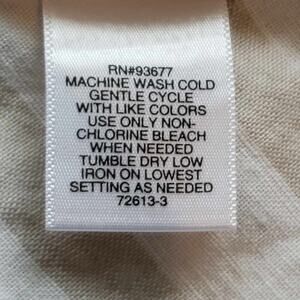 RN#93677
MACHINE WASH COLD
GENTLE CYCLE
WITH LIKE COLORS
USE ONLY NON-
CHLORINE BLEACH
WHEN NEEDED
TUMBLE DRY LOW
IRON ON LOWEST
SETTING AS NEEDED
72613-3